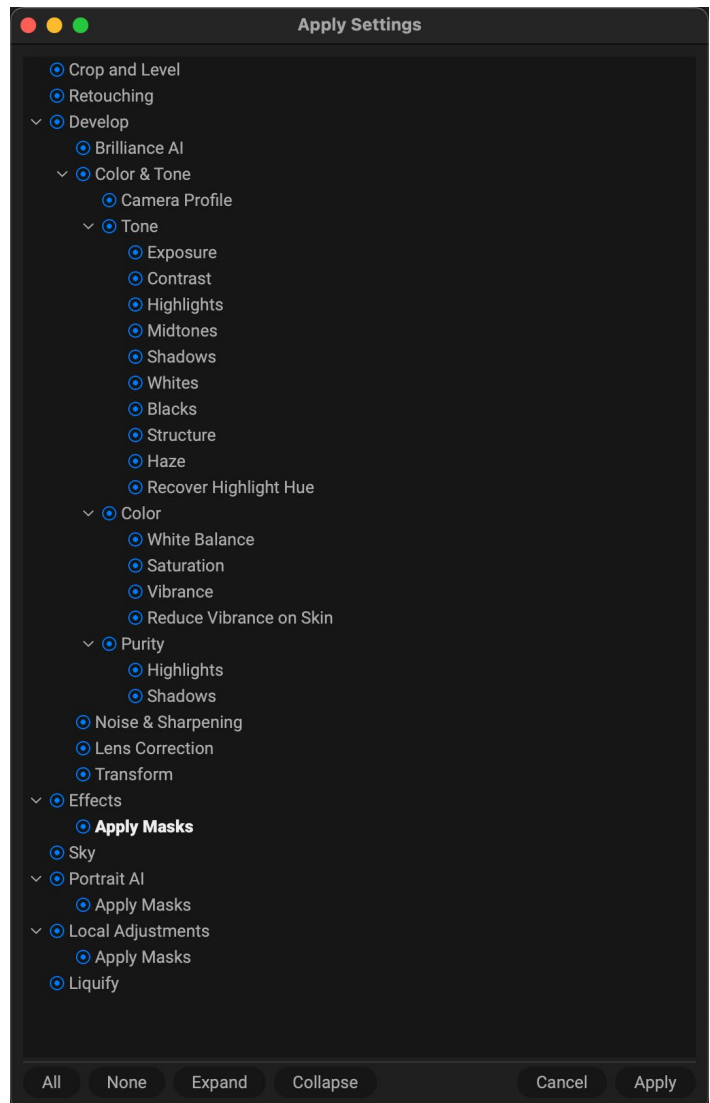 Apply Settings
Crop and Level
Retouching
Develop
Brilliance AI
Color & Tone
Camera Profile
Tone
Exposure
Contrast
Highlights
Midtones
Shadows
Whites
Blacks
Structure
Haze
Recover Highlight Hue
Color
White Balance
Saturation
Vibrance
Reduce Vibrance on Skin
Purity
Highlights
Shadows
Noise & Sharpening
Lens Correction
Transform
Effects
Apply Masks
Sky
Portrait AI
Apply Masks
Local Adjustments
Apply Masks
Liquify
All None Expand Collapse Cancel Apply